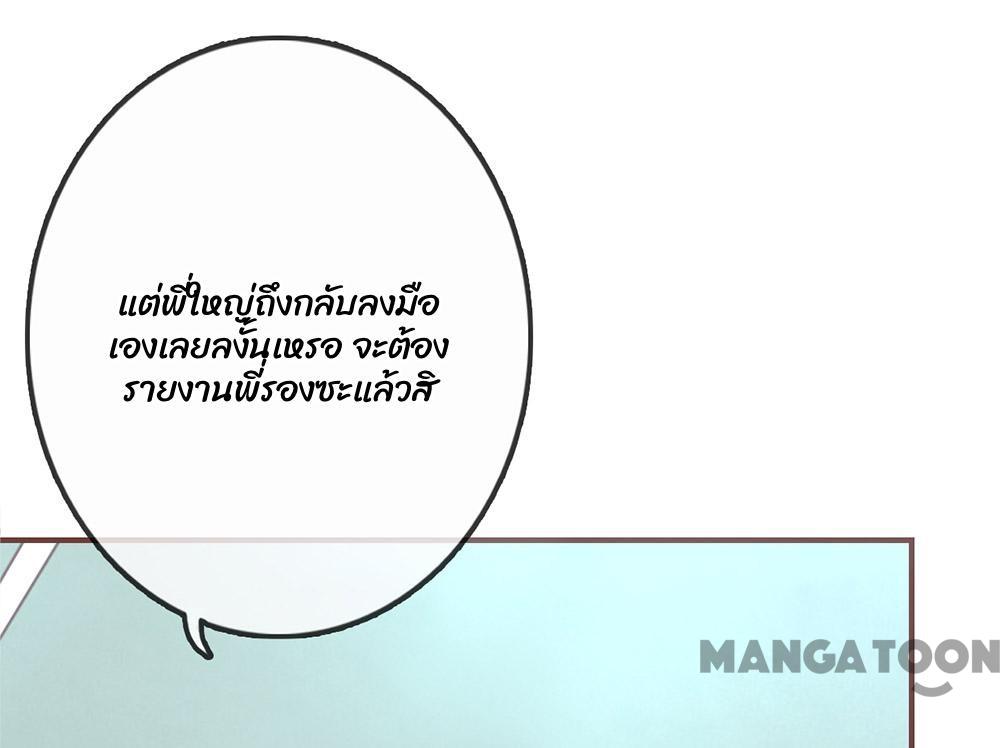 แต่พี่ใหญ่ถึงกลับลงมือ
เองเลยลงั้นเหรอ จะต้อง
รายงานพี่รองซะแล้วสิ
MANGA TOON